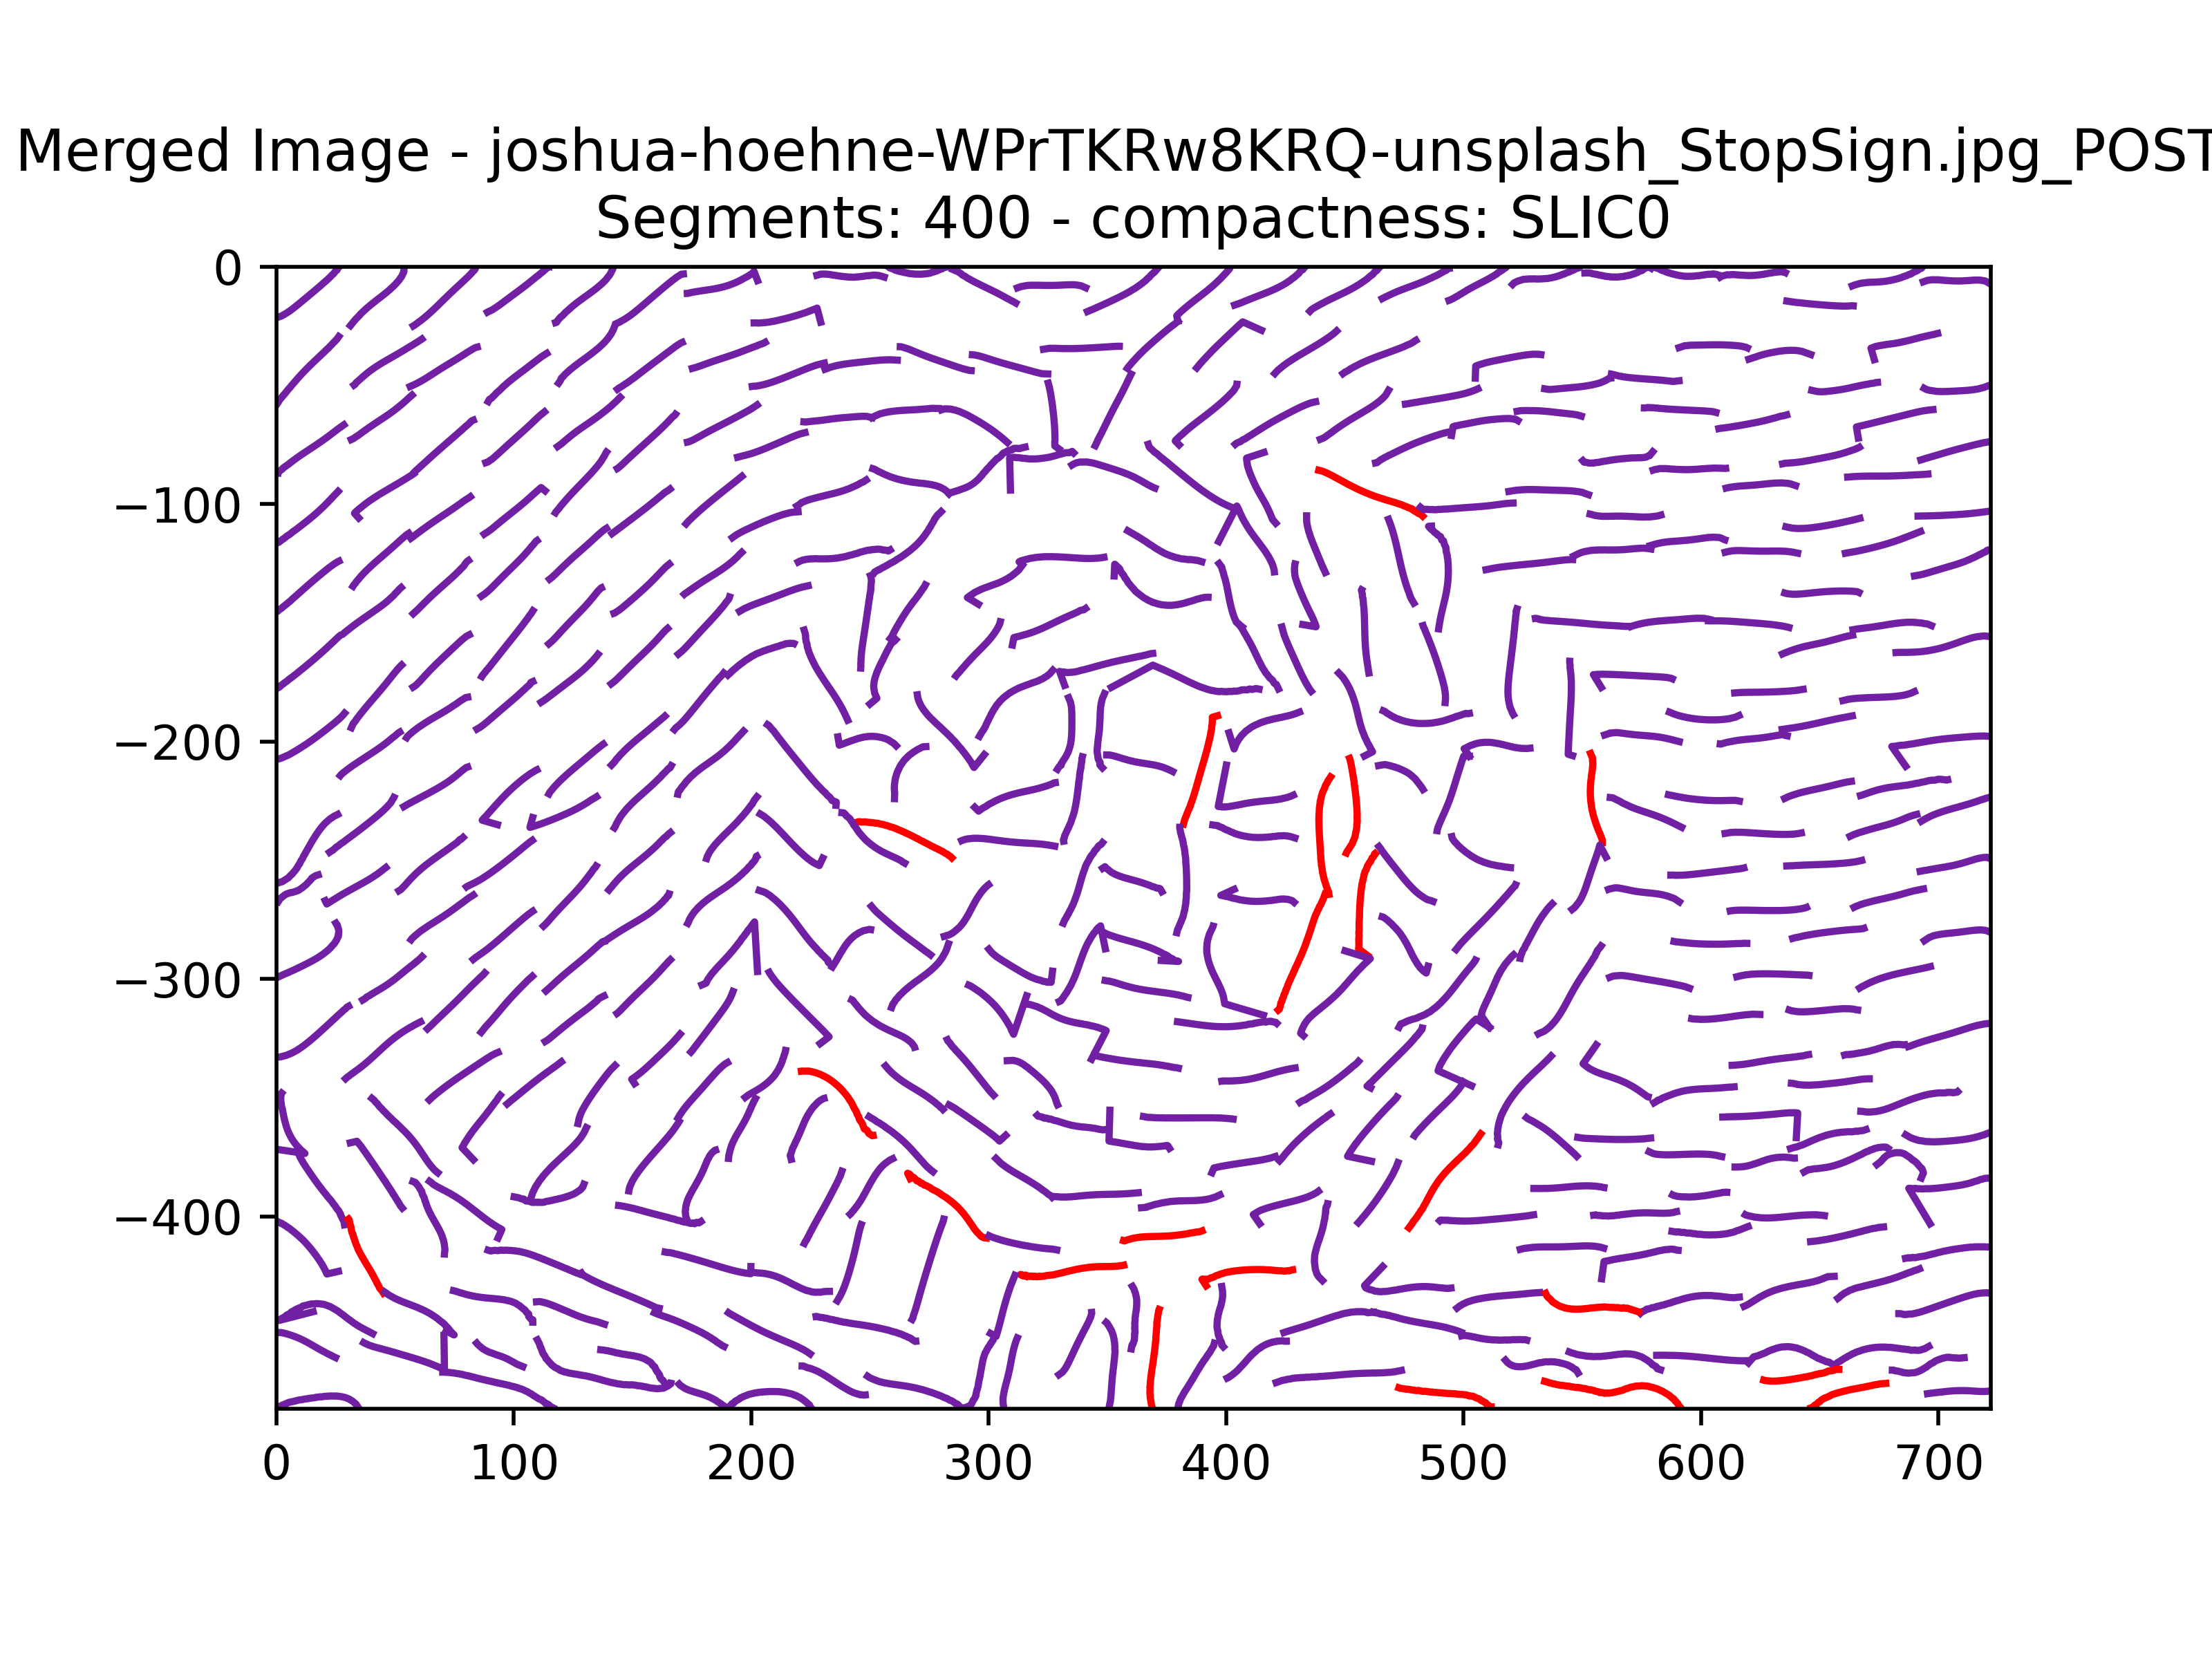 Merged Image - joshua-hoehne-WPrTKRw8KRQ-unsplash_StopSign.jpg_POST
Segments: 400 - compactness: SLIC0
0
−100
−200
−300
−400
0 100 200 300 400 500 600 700